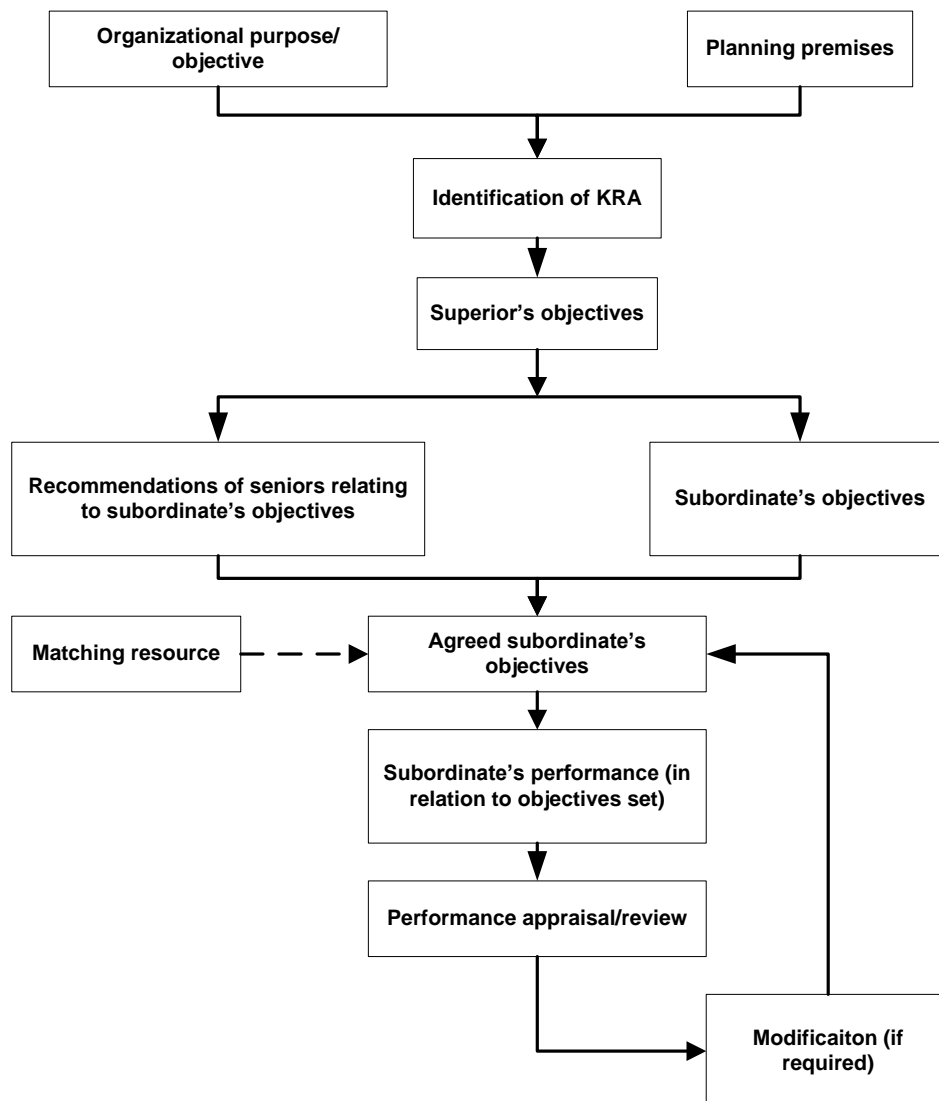 Organizational purpose/
objective
Planning premises
Identification of KRA
Superior’s objectives
Recommendations of seniors relating
to subordinate’s objectives
Subordinate’s objectives
Matching resource
Agreed subordinate’s
objectives
Subordinate’s performance (in
relation to objectives set)
Performance appraisal/review
Modificaiton (if
required)